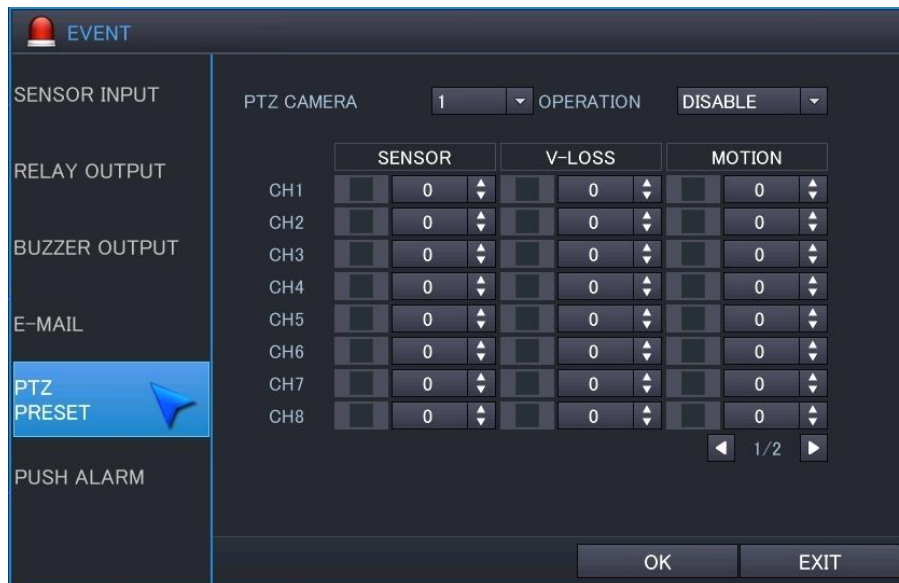 EVENT
SENSOR INPUT
RELAY OUTPUT
BUZZER OUTPUT
E-MAIL
PTZ
PRESET
PUSH ALARM
PTZ CAMERA 1 OPERATION DISABLE
SENSOR V-LOSS MOTION
CH1 0 0 0
CH2 0 0 0
CH3 0 0 0
CH4 0 0 0
CH5 0 0 0
CH6 0 0 0
CH7 0 0 0
CH8 0 0 0
1/2
OK EXIT